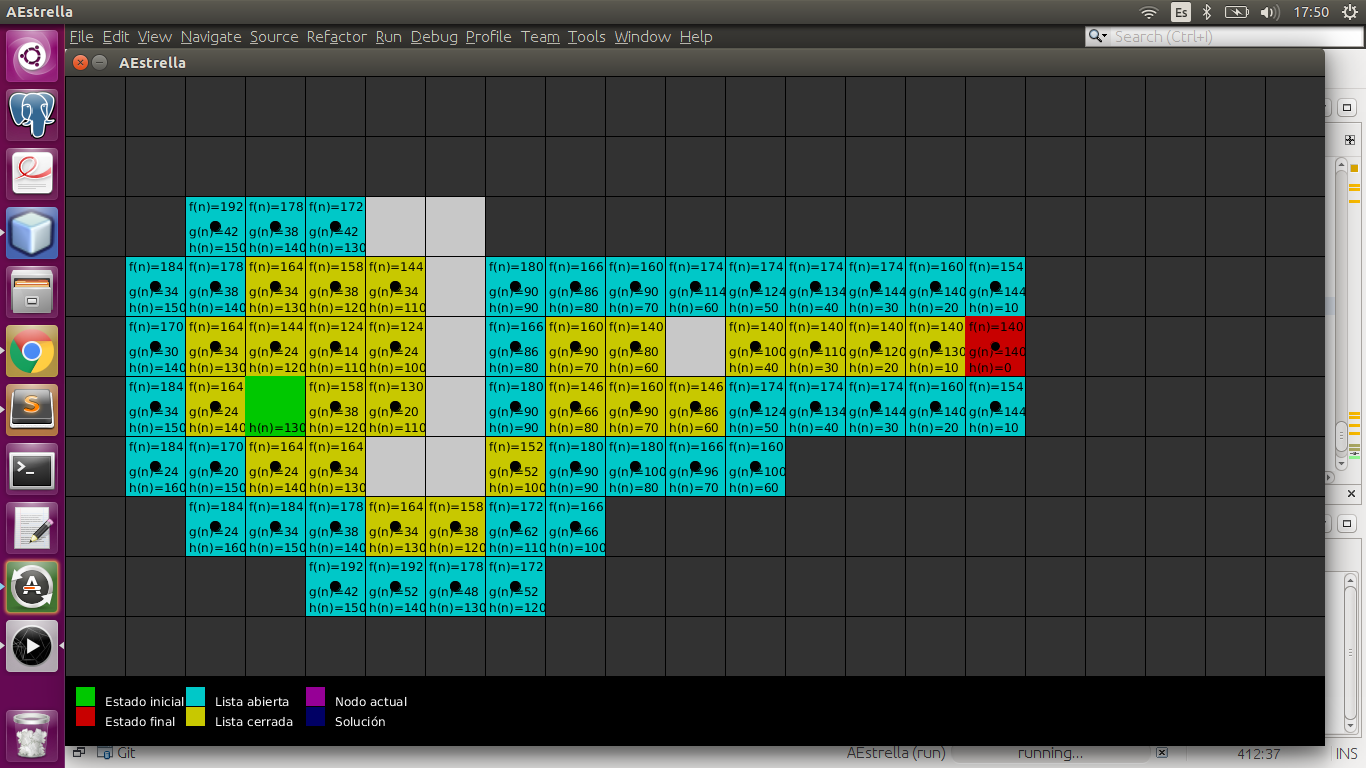 AEstrella
Es
17:50
File Edit View Navigate Source Refactor Run Debug Profile Team Tools Window Help
Search (Ctrl+I)
AEstrella
f(n)=192 f(n)=178 f(n)=172
g(n)=42 g(n)=38 g(n)=42
h(n)=150 h(n)=140 h(n)=130
f(n)=184 f(n)=178 f(n)=164 f(n)=158 f(n)=144 f(n)=180 f(n)=166 f(n)=160 f(n)=174 f(n)=174 f(n)=174 f(n)=174 f(n)=160 f(n)=154
g(n)=34 g(n)=38 g(n)=34 g(n)=38 g(n)=34 g(n)=90 g(n)=86 g(n)=90 g(n)=114 g(n)=124 g(n)=134 g(n)=144 g(n)=140 g(n)=144
h(n)=150 h(n)=140 h(n)=130 h(n)=120 h(n)=110 h(n)=90 h(n)=80 h(n)=70 h(n)=60 h(n)=50 h(n)=40 h(n)=30 h(n)=20 h(n)=10
f(n)=170 f(n)=164 f(n)=144 f(n)=124 f(n)=124 f(n)=166 f(n)=160 f(n)=140 f(n)=140 f(n)=140 f(n)=140 f(n)=140 f(n)=140
g(n)=30 g(n)=34 g(n)=24 g(n)=14 g(n)=24 g(n)=86 g(n)=90 g(n)=80 g(n)=100 g(n)=110 g(n)=120 g(n)=130 g(n)=140
h(n)=140 h(n)=130 h(n)=120 h(n)=110 h(n)=100 h(n)=80 h(n)=70 h(n)=60 h(n)=40 h(n)=30 h(n)=20 h(n)=10 h(n)=0
f(n)=184 f(n)=164 f(n)=158 f(n)=130 f(n)=180 f(n)=146 f(n)=160 f(n)=146 f(n)=174 f(n)=174 f(n)=174 f(n)=160 f(n)=154
g(n)=34 g(n)=24 g(n)=38 g(n)=20 g(n)=90 g(n)=66 g(n)=90 g(n)=86 g(n)=124 g(n)=134 g(n)=144 g(n)=140 g(n)=144
h(n)=150 h(n)=140 h(n)=130 h(n)=120 h(n)=110 h(n)=90 h(n)=80 h(n)=70 h(n)=60 h(n)=50 h(n)=40 h(n)=30 h(n)=20 h(n)=10
f(n)=184 f(n)=170 f(n)=164 f(n)=164 f(n)=152 f(n)=180 f(n)=180 f(n)=166 f(n)=160
g(n)=24 g(n)=20 g(n)=24 g(n)=34 g(n)=52 g(n)=90 g(n)=100 g(n)=96 g(n)=100
h(n)=160 h(n)=150 h(n)=140 h(n)=130 h(n)=100 h(n)=90 h(n)=80 h(n)=70 h(n)=60
f(n)=184 f(n)=184 f(n)=178 f(n)=164 f(n)=158 f(n)=172 f(n)=166
g(n)=24 g(n)=34 g(n)=38 g(n)=34 g(n)=38 g(n)=62 g(n)=66
h(n)=160 h(n)=150 h(n)=140 h(n)=130 h(n)=120 h(n)=110 h(n)=100
f(n)=192 f(n)=192 f(n)=178 f(n)=172
g(n)=42 g(n)=52 g(n)=48 g(n)=52
h(n)=150 h(n)=140 h(n)=130 h(n)=120
Estado inicial Lista abierta Nodo actual
Estado final Lista cerrada Solución
Git AEstrella (run) running... 412:37 INS